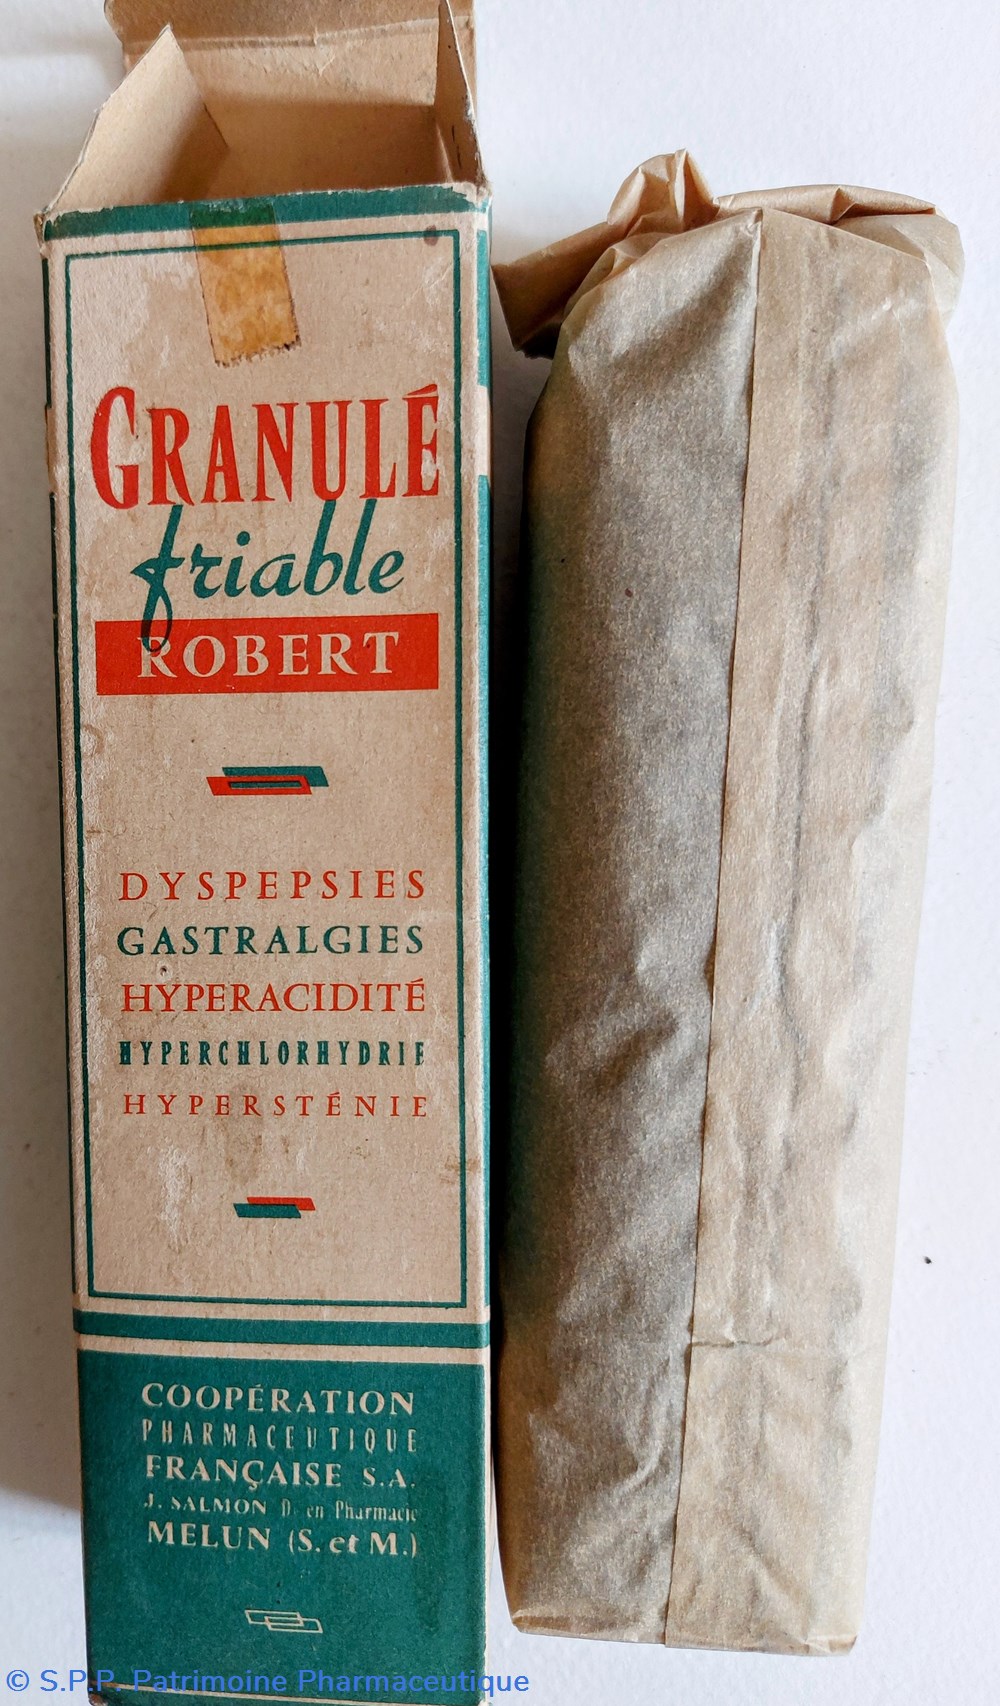 GRANULÉ
friable
ROBERT
DYSPEPSIES
GASTRALGIES
HYPERACIDITÉ
HYPERCHLORHYDRIE
HYPERSTÉNIE
COOPÉRATION
PHARMACEUTIQUE
FRANÇAISE S.A.
J. SALMON D. en Pharmacie
MELUN (S. et M.)
© S.P.P. Patrimoine Pharmaceutique